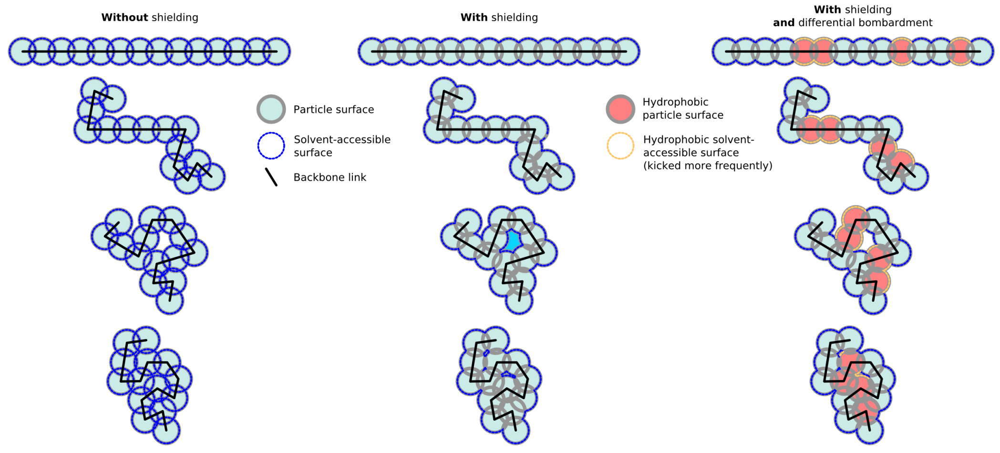 Without shielding
With shielding
With shielding
and differential bombardment
Particle surface
Solvent-accessible
surface
Backbone link
Hydrophobic
particle surface
Hydrophobic solvent-
accessible surface
(kicked more frequently)